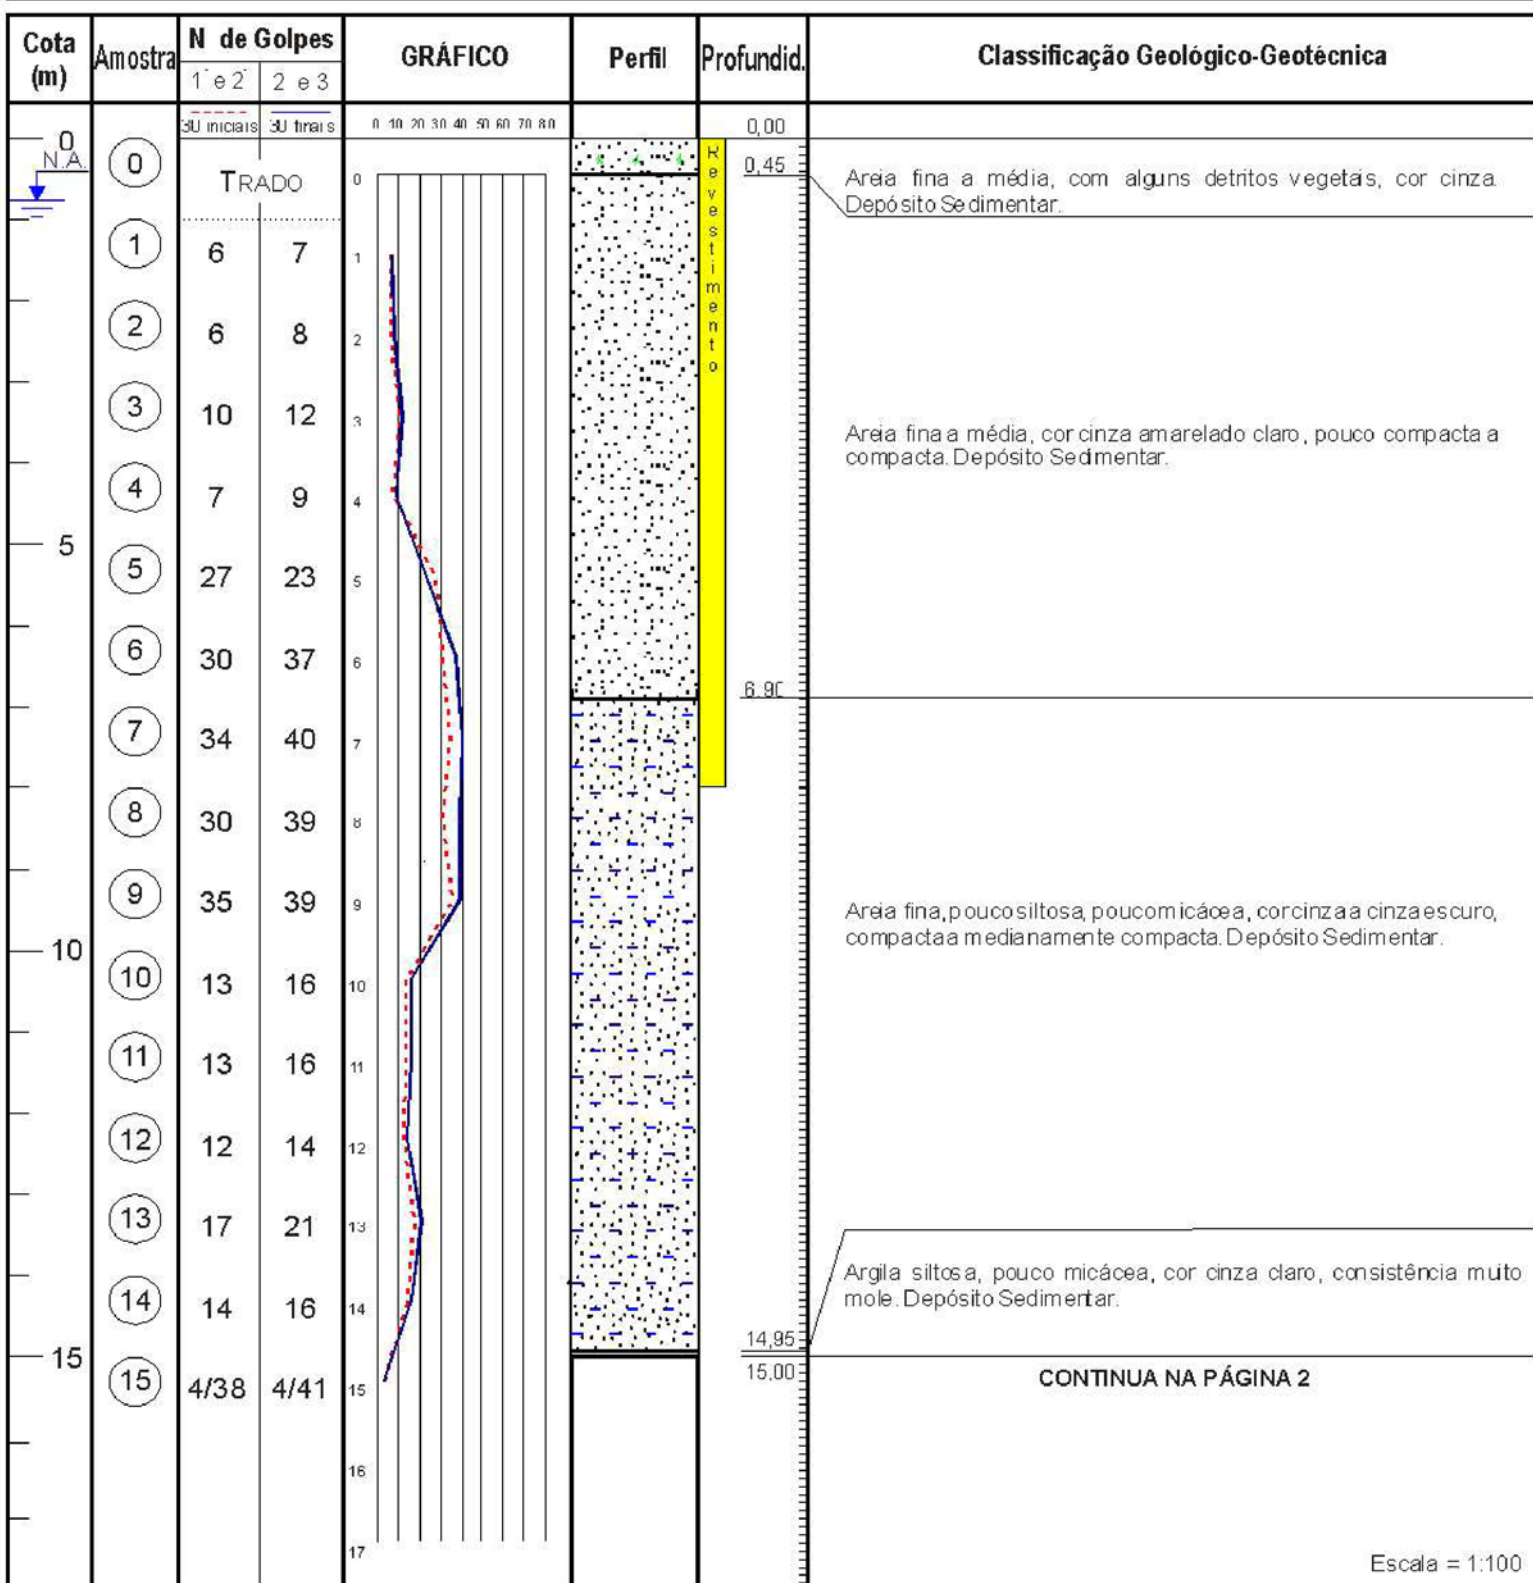 Cota (m)
Amostra
N de Golpes
1 e 2
2 e 3
GRÁFICO
Perfil
Profundid.
Classificação Geológico-Geotécnica
30 iniciais
30 finais
0 10 20 30 40 50 60 70 80
0,00
0
N.A.
0
TRADO
0
Revestimento
0,45
Areia fina a média, com alguns detritos vegetais, cor cinza.
Depósito Sedimentar.
1 6 7 1
2 6 8 2
3 10 12 3
Areia fina a média, cor cinza amarelado claro, pouco compacta a
compacta. Depósito Sedimentar.
4 7 9 4
5
5 27 23 5
6 30 37 6
6.90
7 34 40 7
8 30 39 8
9 35 39 9
Areia fina, pouco siltosa, pouco micácea, cor cinza a cinza escuro,
compacta a medianamente compacta. Depósito Sedimentar.
10
10 13 16 10
11 13 16 11
12 12 14 12
13 17 21 13
Argila siltosa, pouco micácea, cor cinza claro, consistência muito
mole. Depósito Sedimentar.
14 14 16 14
14,95
15
15,00
CONTINUA NA PÁGINA 2
15 4/38 4/41 15
16
17
Escala = 1:100